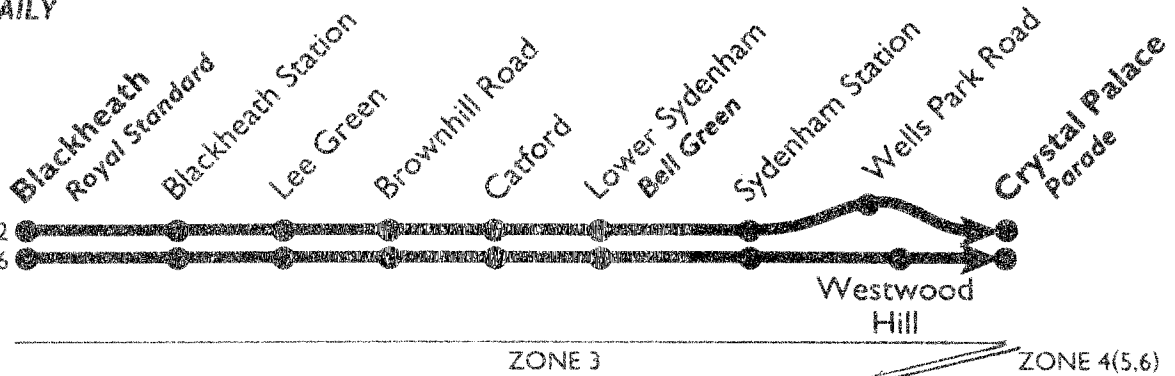 AILY
Blackheath
Royal Standard
Blackheath Station
Lee Green
Brownhill Road
Catford
Lower Sydenham
Bell Green
Sydenham Station
Wells Park Road
Crystal Palace
Parade
2
6
Westwood
Hill
ZONE 3
ZONE 4(5,6)